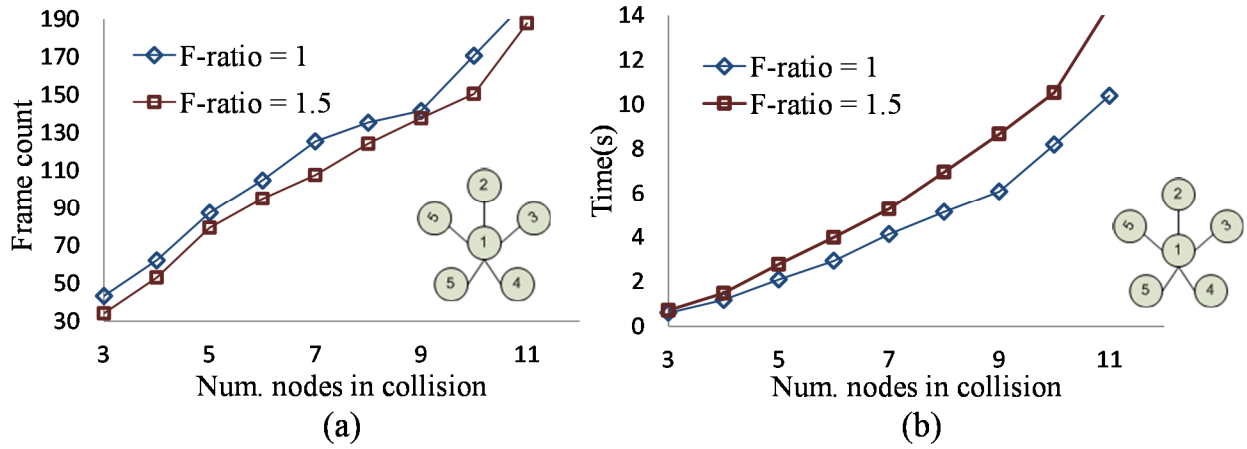 190
170
150
130
110
90
70
50
30
Frame count
F-ratio = 1
F-ratio = 1.5
2
5
3
1
5
4
3 5 7 9 11
Num. nodes in collision
(a)
14
12
10
8
6
4
2
0
Time(s)
F-ratio = 1
F-ratio = 1.5
2
5
3
1
5
4
3 5 7 9 11
Num. nodes in collision
(b)